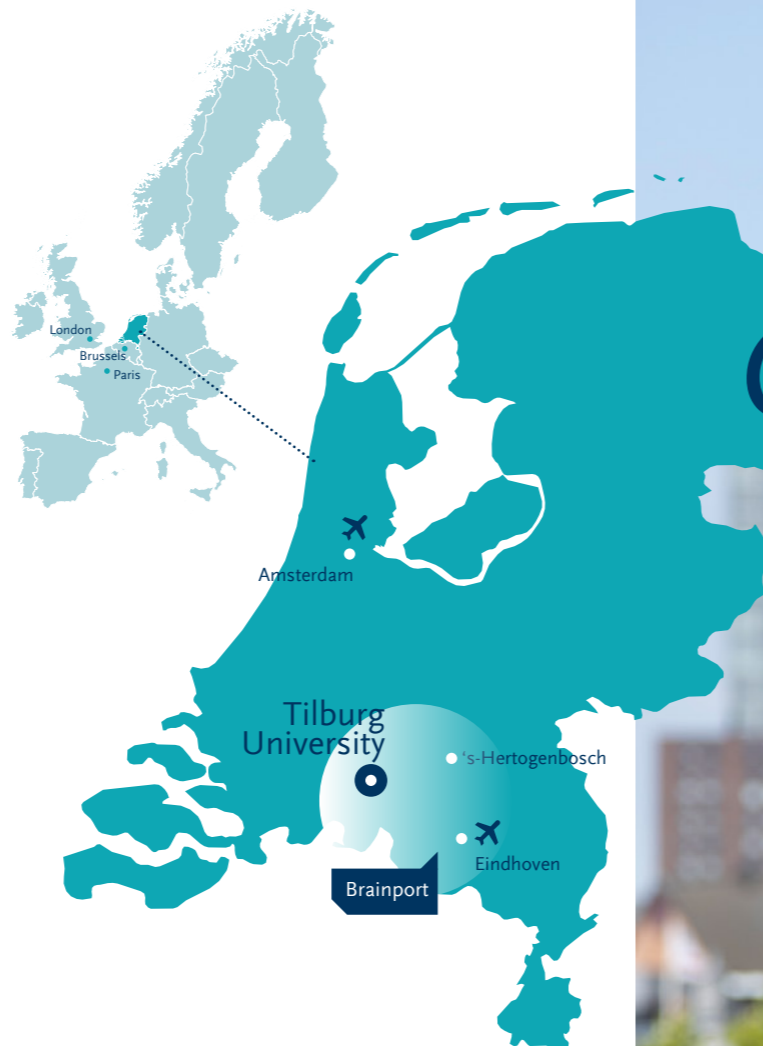 London
Brussels
Paris
Amsterdam
Tilburg
University
‘s-Hertogenbosch
Eindhoven
Brainport